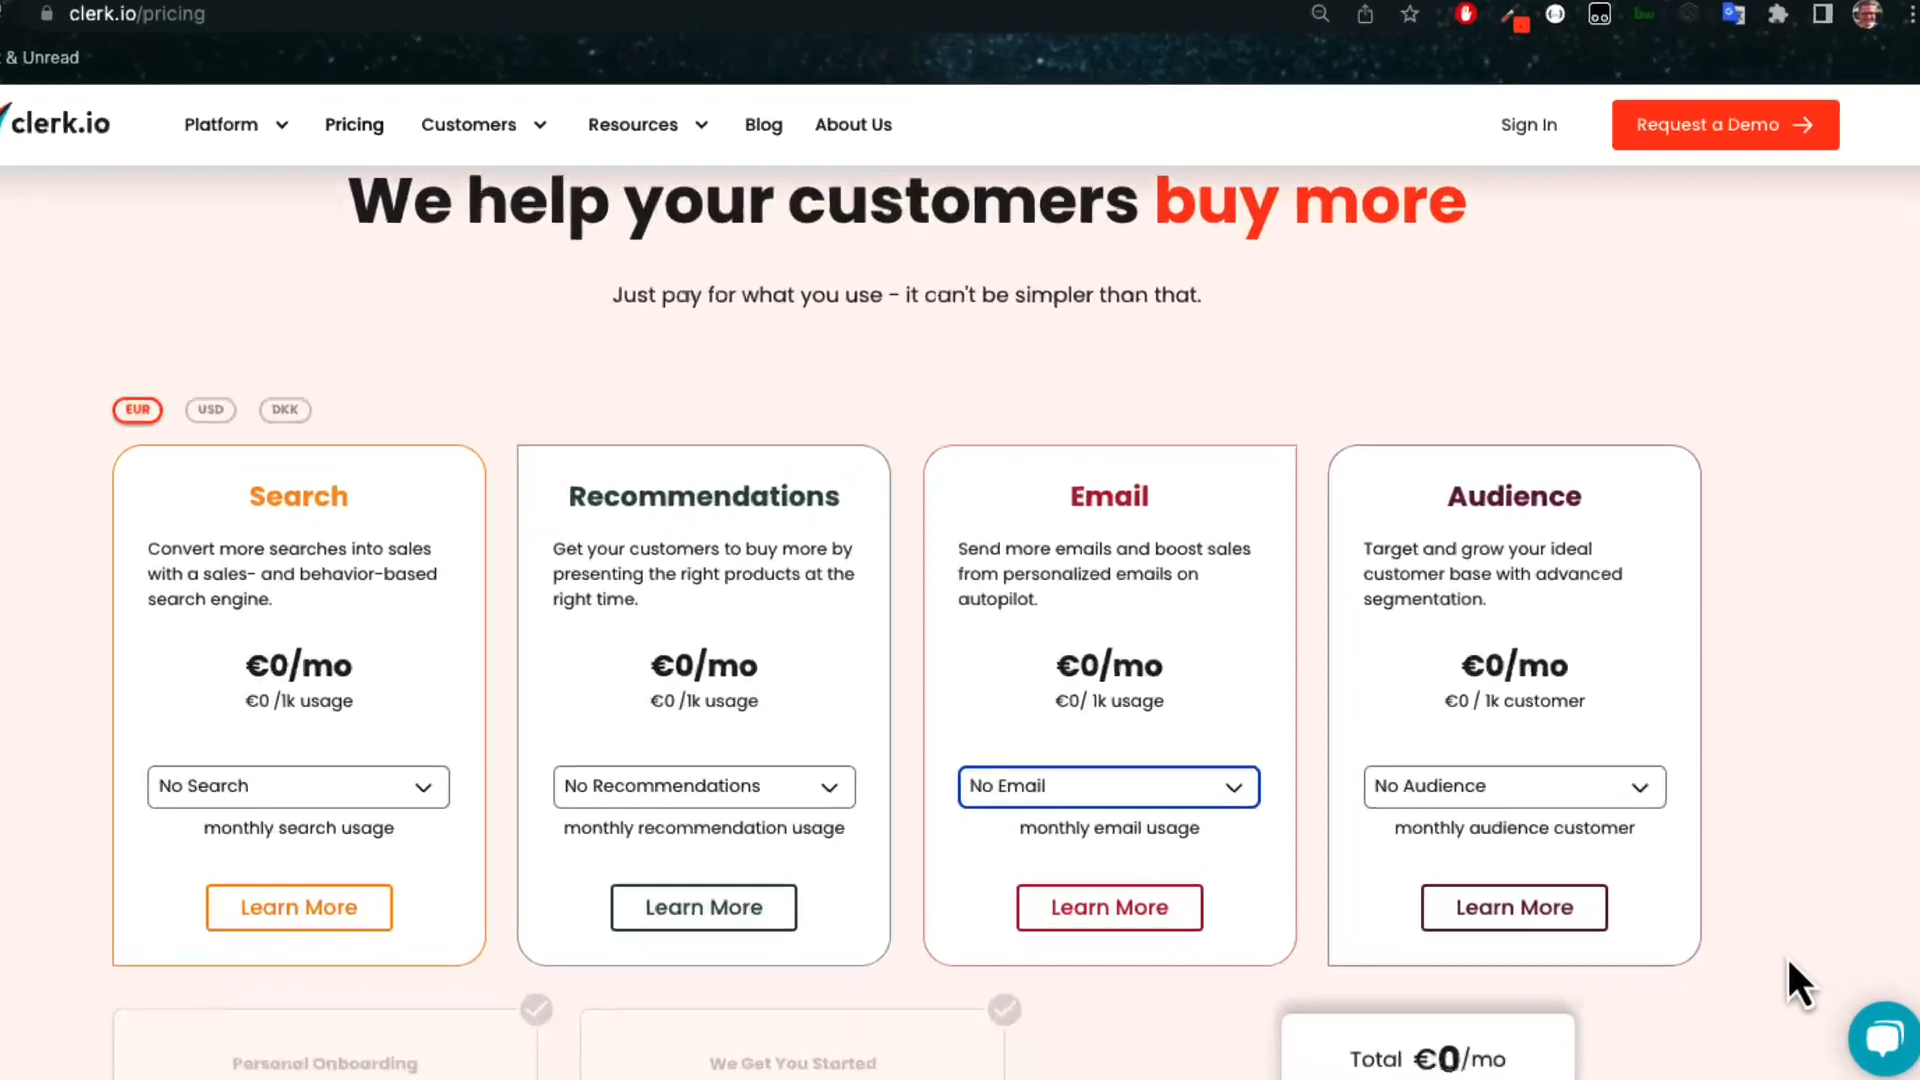 clerk.io/pricing
& Unread
clerk.io
Platform
Pricing
Customers
Resources
Blog
About Us
Sign In
Request a Demo
We help your customers buy more
Just pay for what you use - it can't be simpler than that.
EUR
USD
DKK
Search
Convert more searches into sales
with a sales- and behavior-based
search engine.
€0/mo
€0 /1k usage
No Search
monthly search usage
Learn More
Recommendations
Get your customers to buy more by
presenting the right products at the
right time.
€0/mo
€0 /1k usage
No Recommendations
monthly recommendation usage
Learn More
Email
Send more emails and boost sales
from personalized emails on
autopilot.
€0/mo
€0/ 1k usage
No Email
monthly email usage
Learn More
Audience
Target and grow your ideal
customer base with advanced
segmentation.
€0/mo
€0 / 1k customer
No Audience
monthly audience customer
Learn More
Personal Onboarding
We Get You Started
Total €0/mo